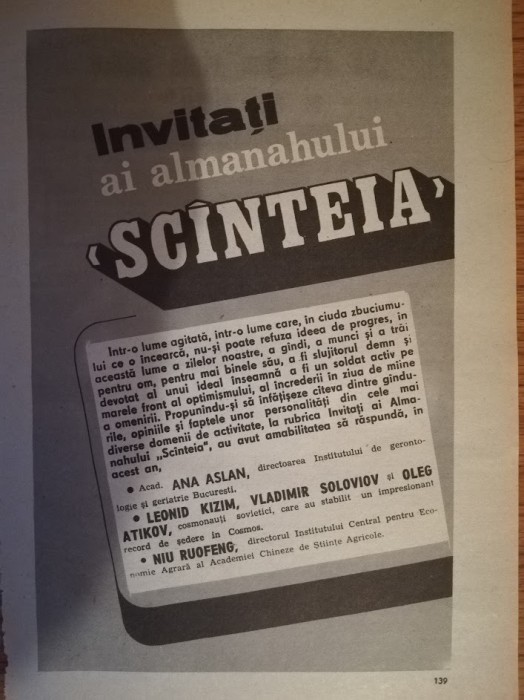 Invitați
ai almanahului
‹SCÎNTEIA›
Într-o lume agitată, într-o lume care, în ciuda zbuciumu-
lui ce o încearcă, nu-și poate refuza ideea de progres, în
această lume a zilelor noastre, a gîndi, a munci și a trăi
pentru om, pentru mai binele său, a fi slujitorul demn și
devotat al unui ideal înseamnă a fi un soldat activ pe
marele front al optimismului, al încrederii în ziua de mîine
a omenirii. Propunîndu-și să înfățișeze cîteva dintre gîndu-
rile, opiniile și faptele unor personalități din cele mai
diverse domenii de activitate, la rubrica Invitați ai Alma-
nahului „Scînteia", au avut amabilitatea să răspundă, în
acest an,
• Acad. ANA ASLAN, directoarea Institutului de geronto-
logie și geriatrie București.
• LEONID KIZIM, VLADIMIR SOLOVIOV și OLEG
ATIKOV, cosmonauți sovietici, care au stabilit un impresionant
record de ședere în Cosmos.
• NIU RUOFENG, directorul Institutului Central pentru Eco-
nomie Agrară al Academiei Chineze de Științe Agricole.
139